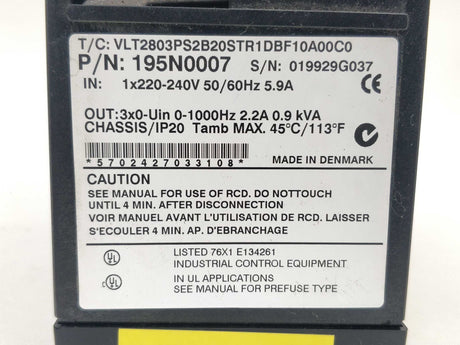 T/C: VLT2803PS2B20STR1DBF10A00C0
P/N: 195N0007 S/N: 019929G037
IN: 1x220-240V 50/60Hz 5.9A CE
OUT:3x0-Uin 0-1000Hz 2.2A 0.9 kVA
CHASSIS/IP20 Tamb MAX. 45°C/113°F
*5702427033108* MADE IN DENMARK
CAUTION
SEE MANUAL FOR USE OF RCD. DO NOTTOUCH
UNTIL 4 MIN. AFTER DISCONNECTION
VOIR MANUEL AVANT L'UTILISATION DE RCD. LAISSER
S'ECOULER 4 MIN. AP. D'EBRANCHAGE
UL LISTED 76X1 E134261
INDUSTRIAL CONTROL EQUIPMENT
UL IN UL APPLICATIONS
SEE MANUAL FOR PREFUSE TYPE